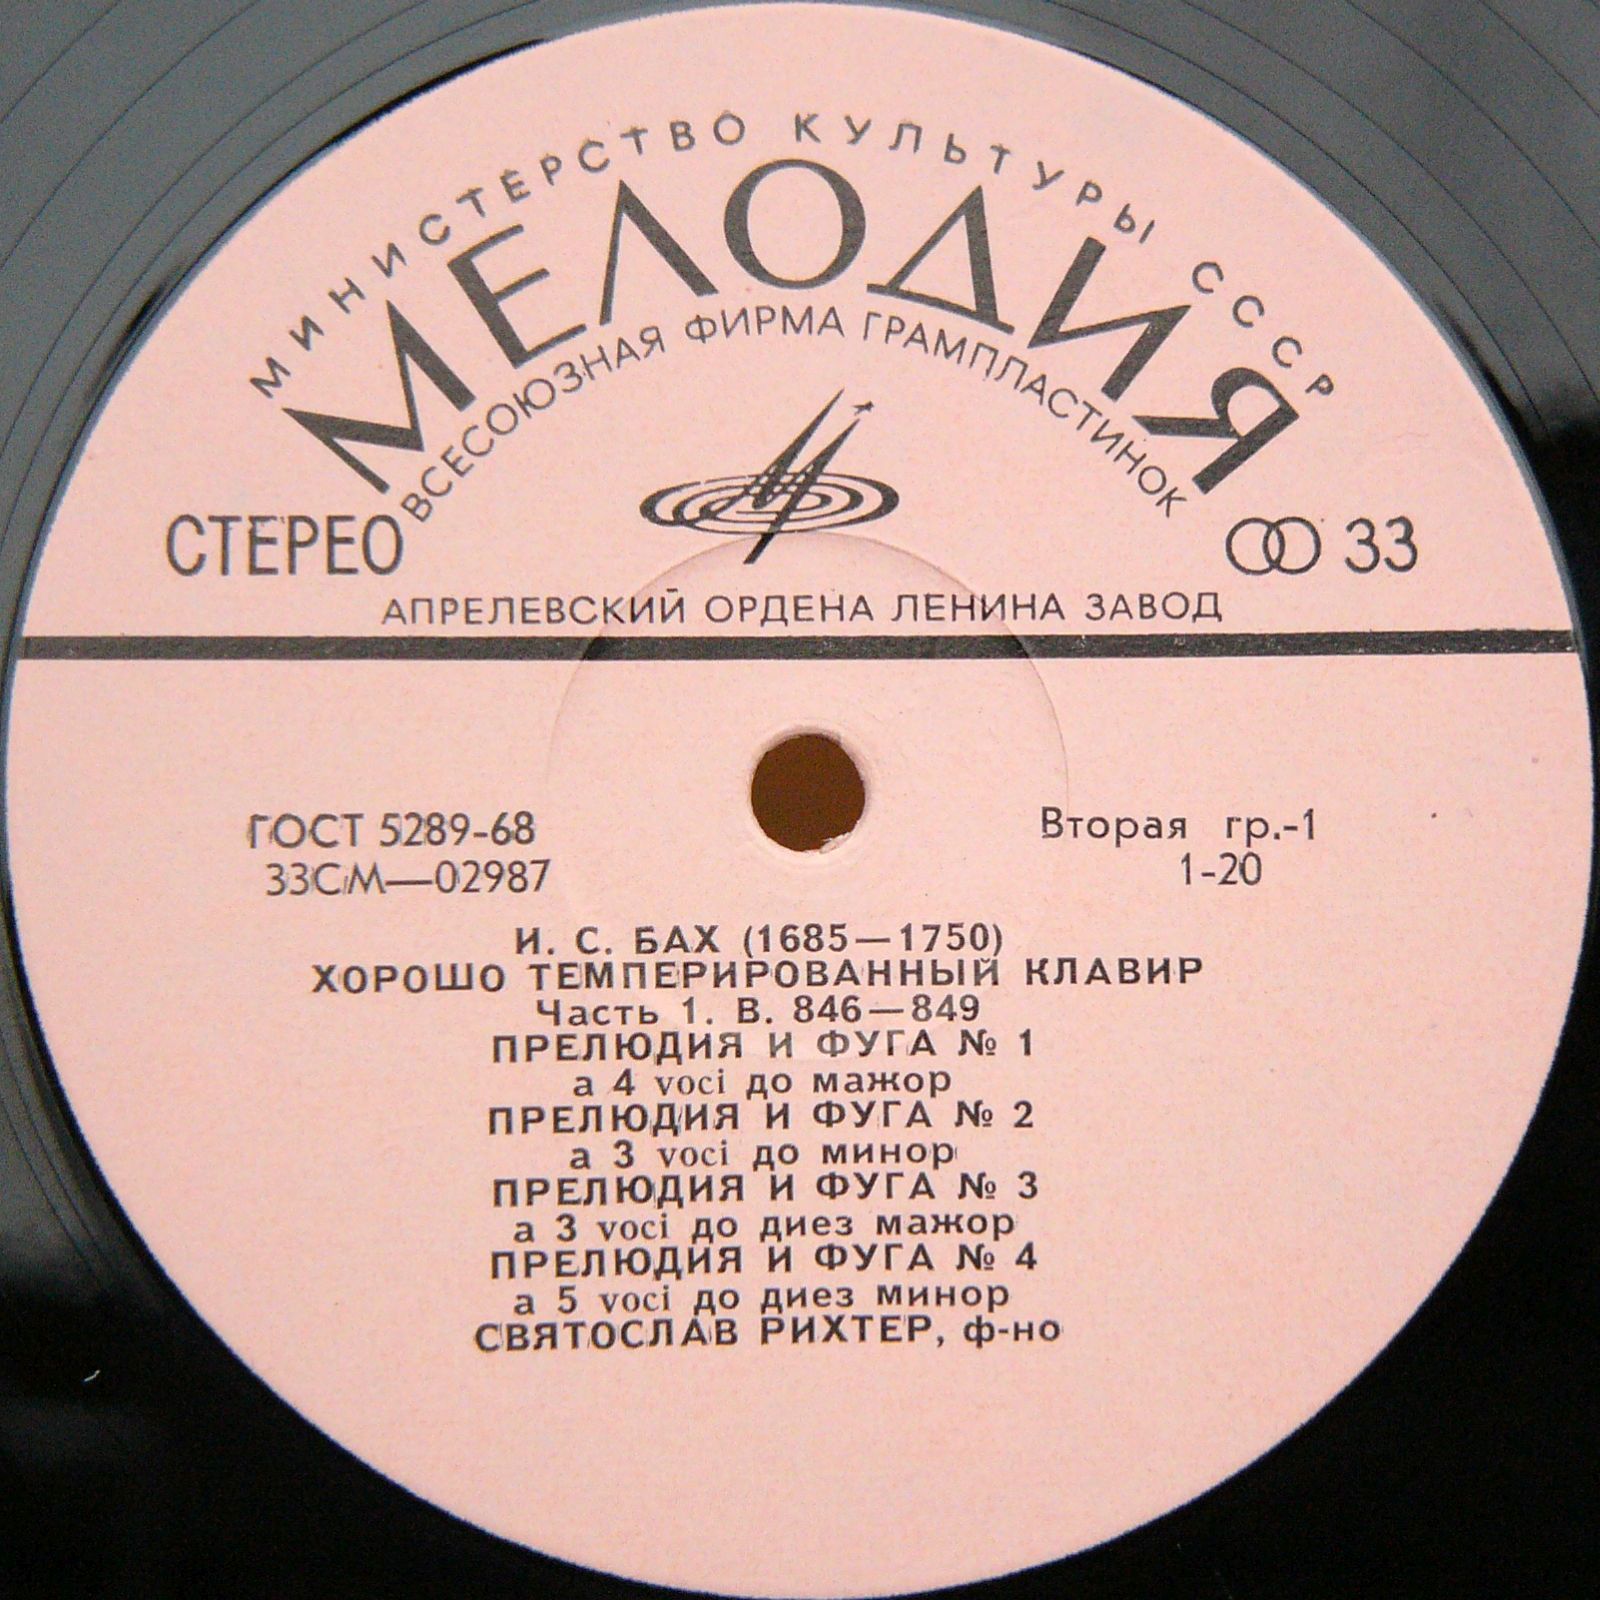 МИНИСТЕРСТВО КУЛЬТУРЫ СССР
МЕЛОДИЯ
ВСЕСОЮЗНАЯ ФИРМА ГРАМПЛАСТИНОК
СТЕРЕО
33
АПРЕЛЕВСКИЙ ОРДЕНА ЛЕНИНА ЗАВОД
ГОСТ 5289-68
33СМ—02987
Вторая гр.-1
1-20
И. С. БАХ (1685—1750)
ХОРОШО ТЕМПЕРИРОВАННЫЙ КЛАВИР
Часть 1. В. 846—849
ПРЕЛЮДИЯ И ФУГА № 1
a 4 voci до мажор
ПРЕЛЮДИЯ И ФУГА № 2
a 3 voci до минор
ПРЕЛЮДИЯ И ФУГА № 3
a 3 voci до диез мажор
ПРЕЛЮДИЯ И ФУГА № 4
a 5 voci до диез минор
СВЯТОСЛАВ РИХТЕР, ф-но